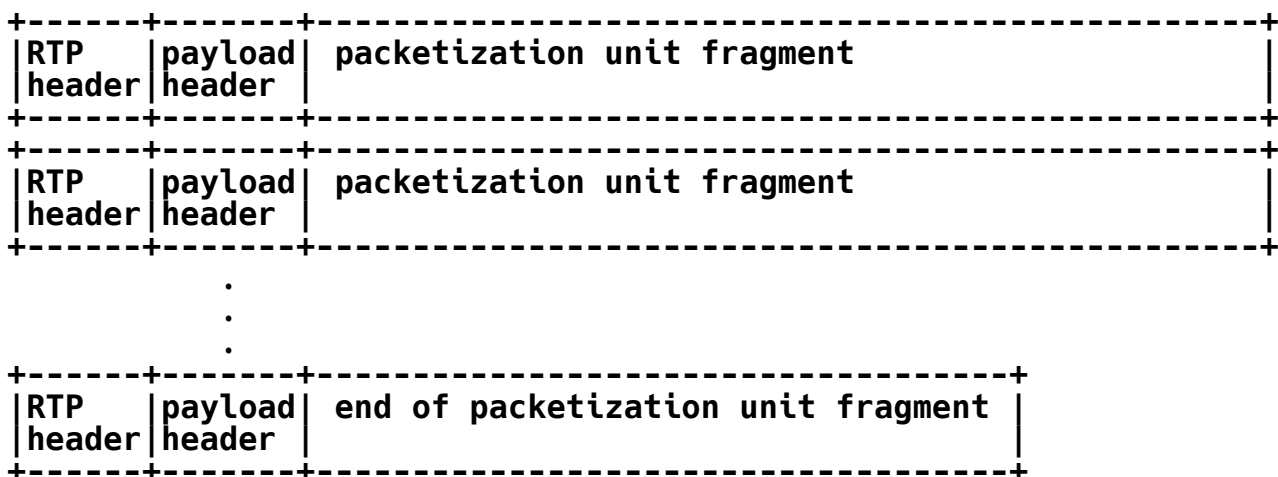 +------+-------+----------------------------------------------+
|RTP   |payload| packetization unit fragment                  |
|header|header |                                              |
+------+-------+----------------------------------------------+
+------+-------+----------------------------------------------+
|RTP   |payload| packetization unit fragment                  |
|header|header |                                              |
+------+-------+----------------------------------------------+
.
.
.
+------+-------+----------------------------------+
|RTP   |payload| end of packetization unit fragment |
|header|header |                                  |
+------+-------+----------------------------------+